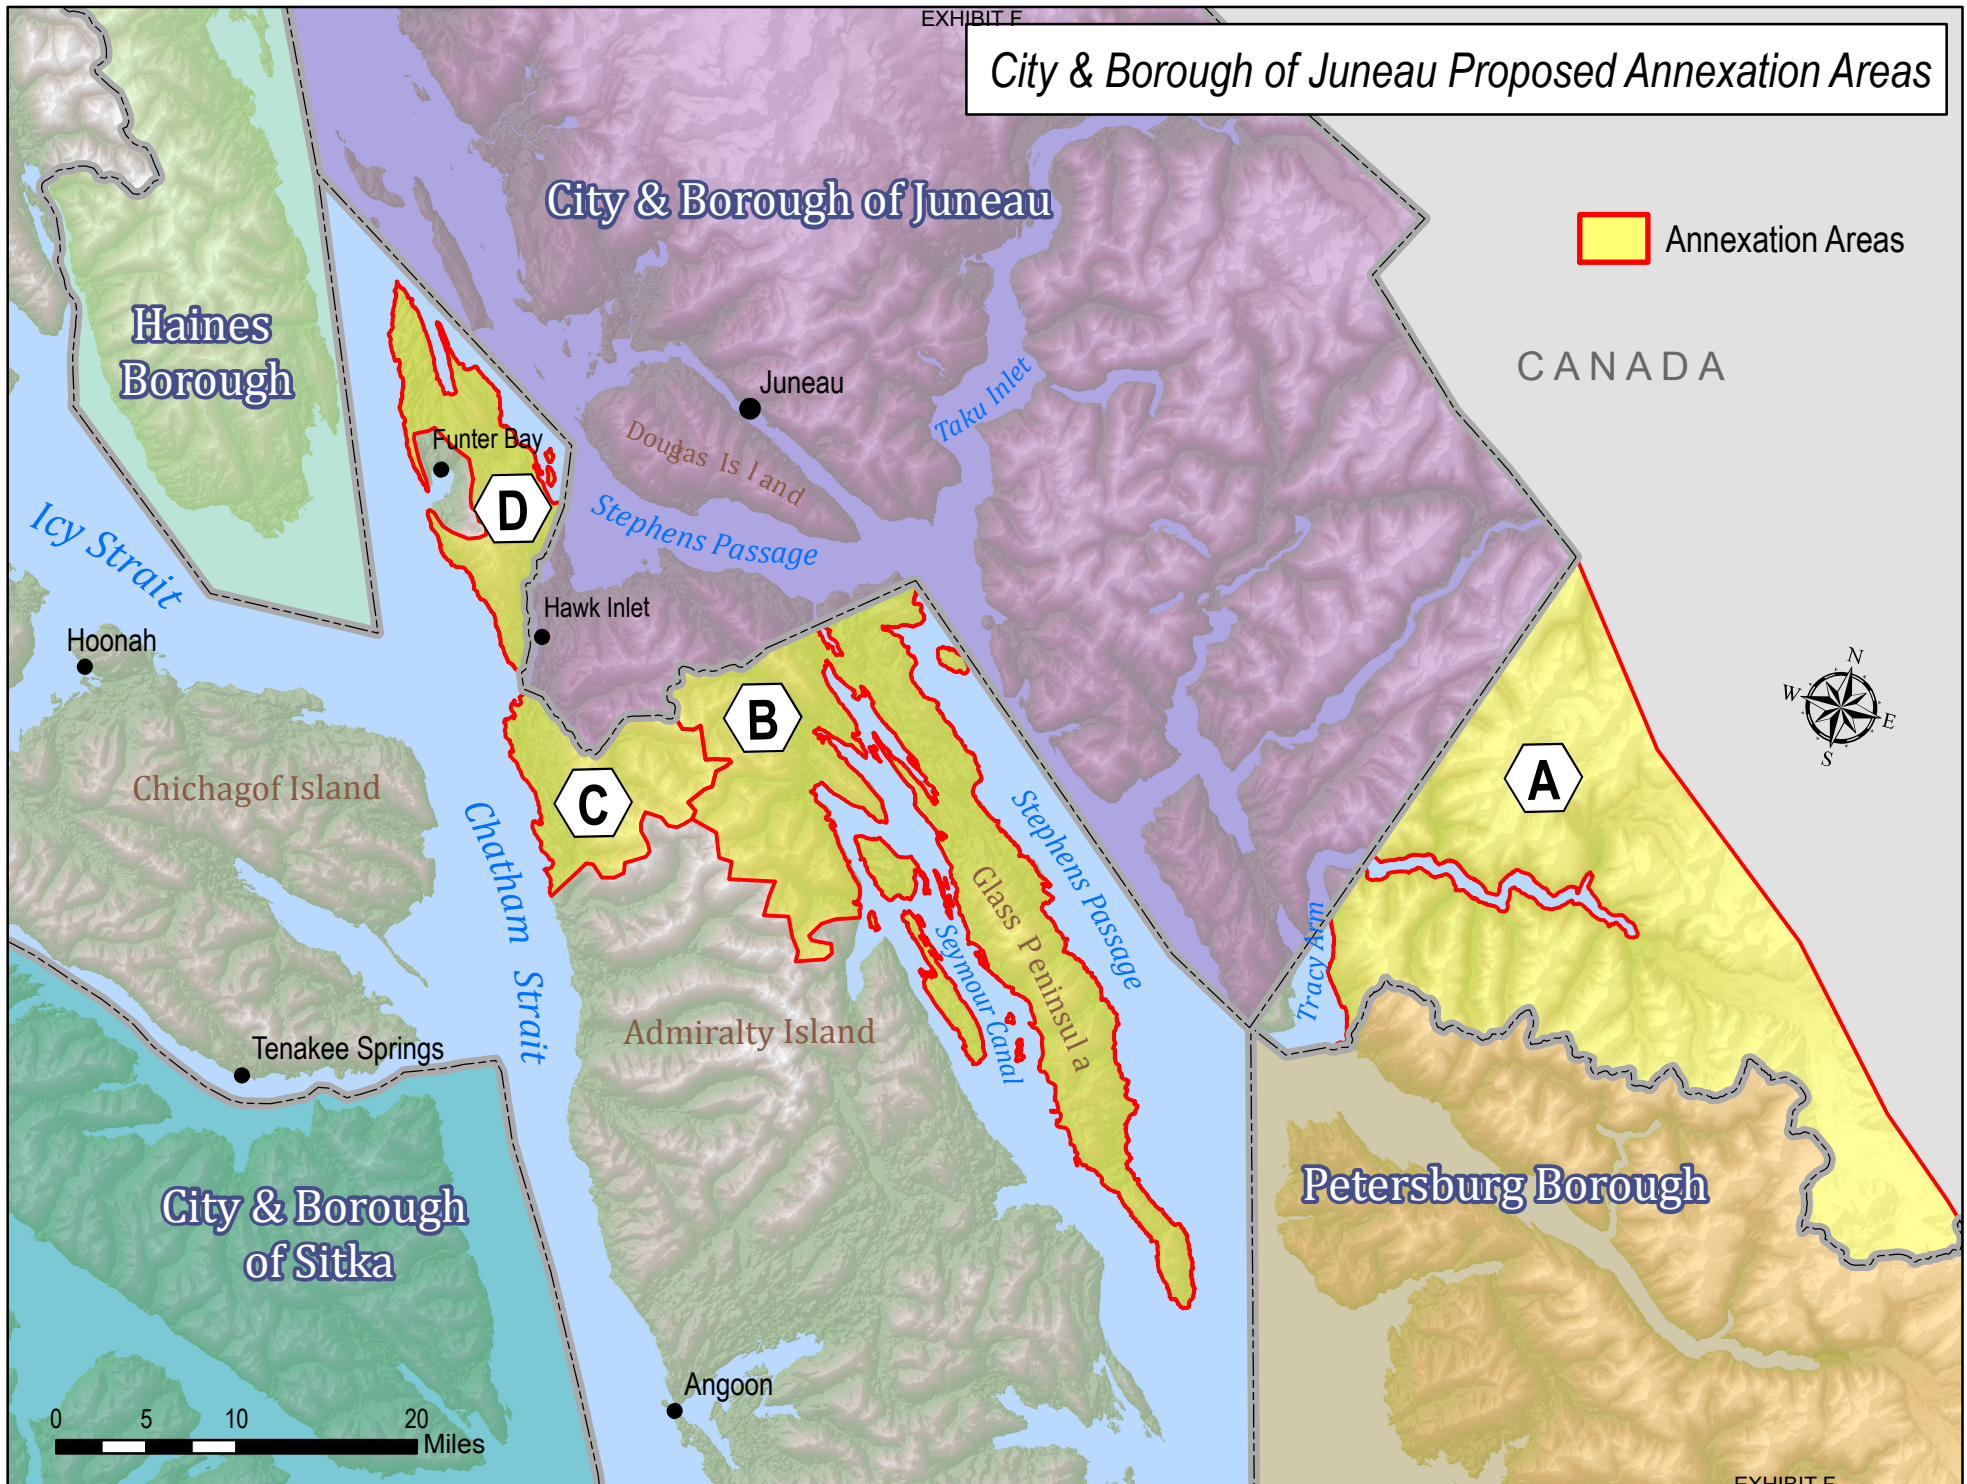 EXHIBIT F
City & Borough of Juneau Proposed Annexation Areas
City & Borough of Juneau
Annexation Areas
Haines
Borough
CANADA
Juneau
Taku Inlet
Funter Bay
Dougas Island
D
Icy Strait
Stephens Passage
Hawk Inlet
Hoonah
N
W
E
S
B
A
Chichagof Island
C
Chatham Strait
Stephens Passage
Glass Peninsula
Tracy Arm
Seymour Canal
Admiralty Island
Tenakee Springs
Petersburg Borough
City & Borough
of Sitka
Angoon
0 5 10 20
Miles
EXHIBIT F